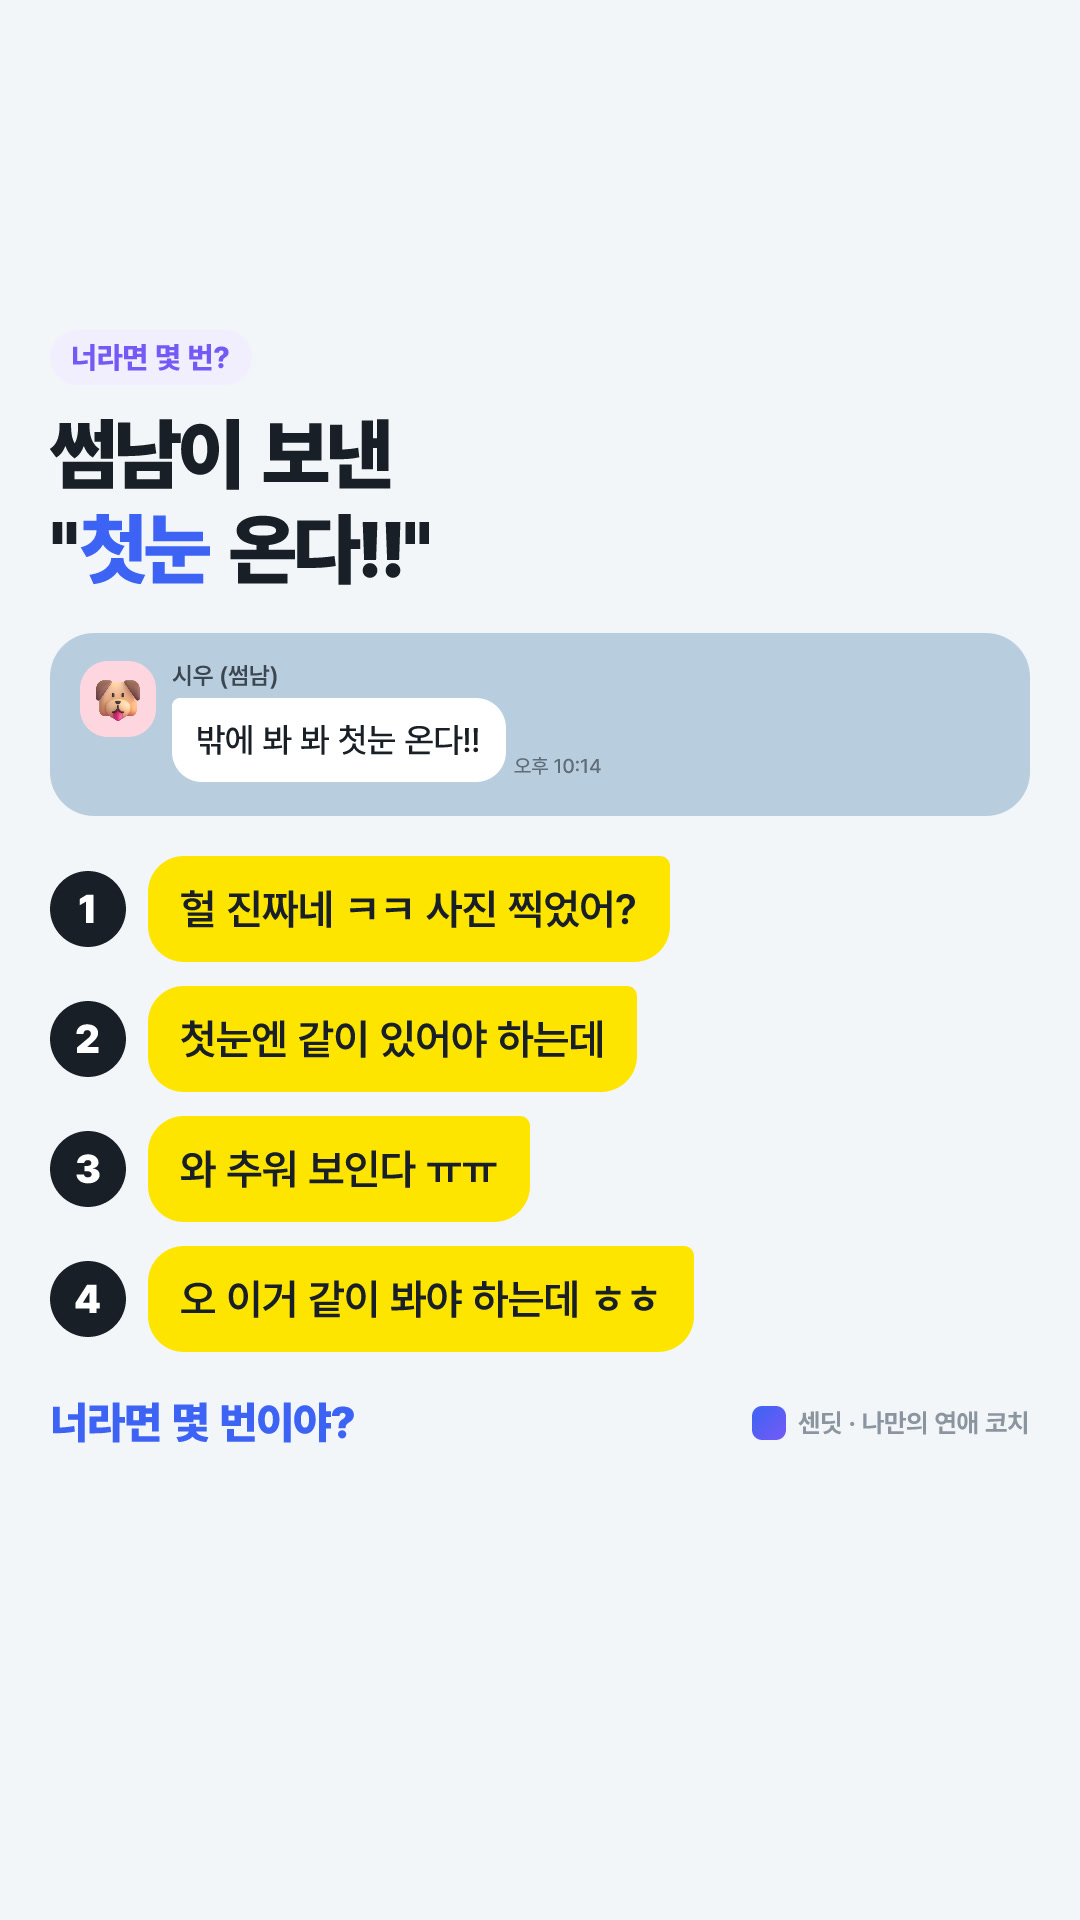 너라면 몇 번?
썸남이 보낸
"첫눈 온다!!"
시우 (썸남)
밖에 봐 봐 첫눈 온다!!
오후 10:14
1
헐 진짜네 ㅋㅋ 사진 찍었어?
2
첫눈엔 같이 있어야 하는데
3
와 추워 보인다 ㅠㅠ
4
오 이거 같이 봐야 하는데 ㅎㅎ
너라면 몇 번이야?
센딧 · 나만의 연애 코치